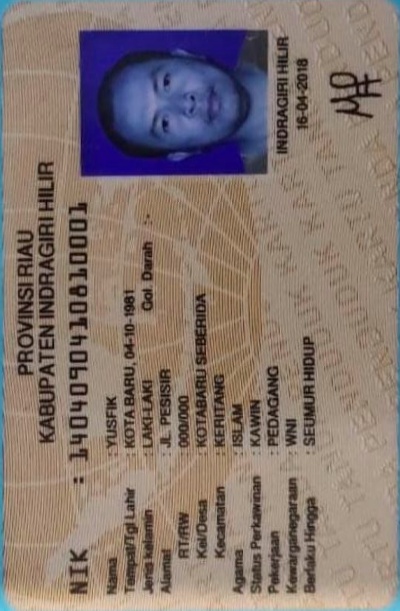 PROVINSI RIAU
KABUPATEN INDRAGIRI HILIR
NIK : 1404090410810001
Nama : YUSFIK
Tempat/Tgl Lahir : KOTA BARU, 04-10-1981
Jenis kelamin : LAKI-LAKI Gol. Darah : -
Alamat : JL. PESISIR
RT/RW : 000/000
Kel/Desa : KOTABARU SEBERIDA
Kecamatan : KERITANG
Agama : ISLAM
Status Perkawinan : KAWIN
Pekerjaan : PEDAGANG
Kewarganegaraan : WNI
Berlaku Hingga : SEUMUR HIDUP
INDRAGIRI HILIR
16-04-2018